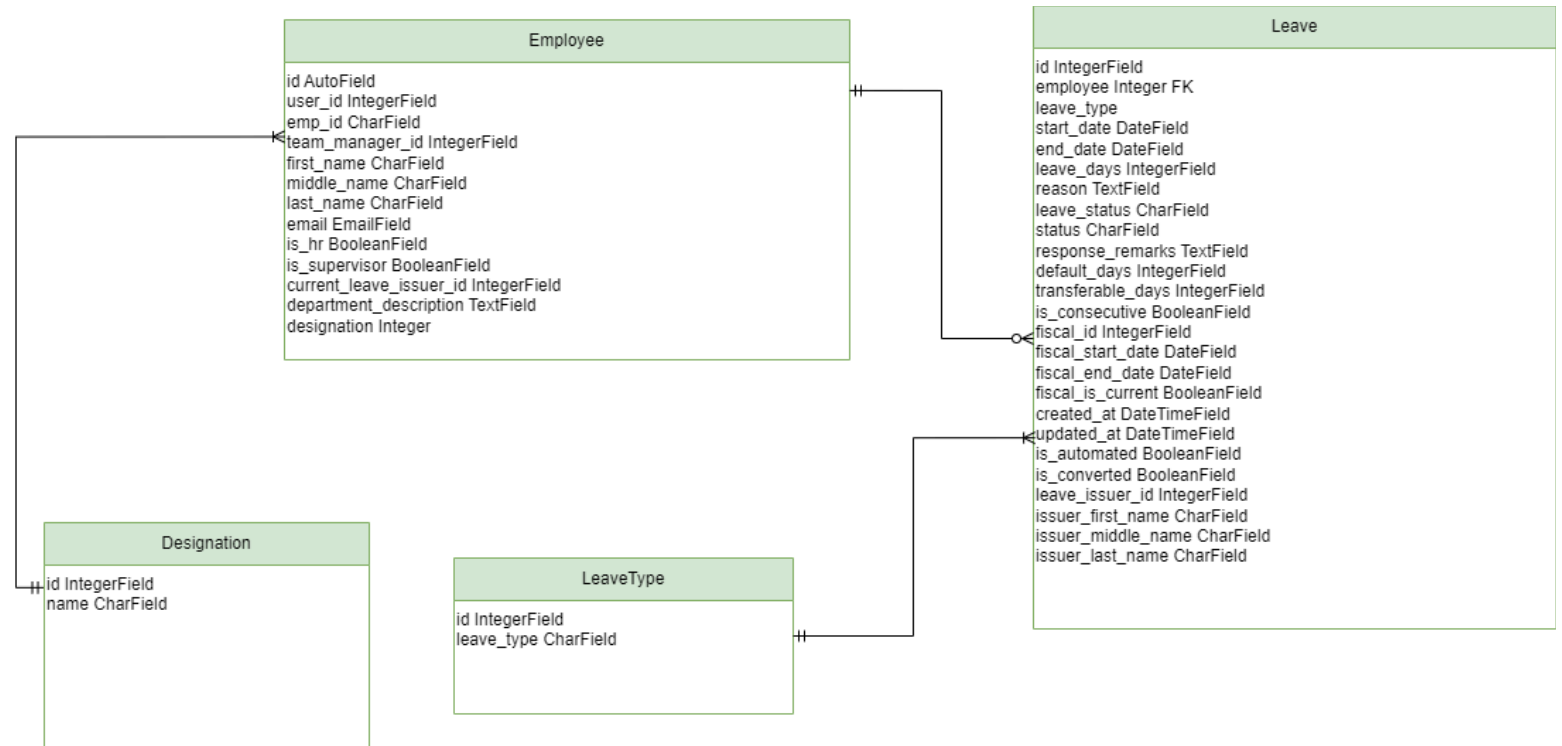 Employee
id AutoField
user_id IntegerField
emp_id CharField
team_manager_id IntegerField
first_name CharField
middle_name CharField
last_name CharField
email EmailField
is_hr BooleanField
is_supervisor BooleanField
current_leave_issuer_id IntegerField
department_description TextField
designation Integer
Leave
id IntegerField
employee Integer FK
leave_type
start_date DateField
end_date DateField
leave_days IntegerField
reason TextField
leave_status CharField
status CharField
response_remarks TextField
default_days IntegerField
transferable_days IntegerField
is_consecutive BooleanField
fiscal_id IntegerField
fiscal_start_date DateField
fiscal_end_date DateField
fiscal_is_current BooleanField
created_at DateTimeField
updated_at DateTimeField
is_automated BooleanField
is_converted BooleanField
leave_issuer_id IntegerField
issuer_first_name CharField
issuer_middle_name CharField
issuer_last_name CharField
Designation
id IntegerField
name CharField
LeaveType
id IntegerField
leave_type CharField